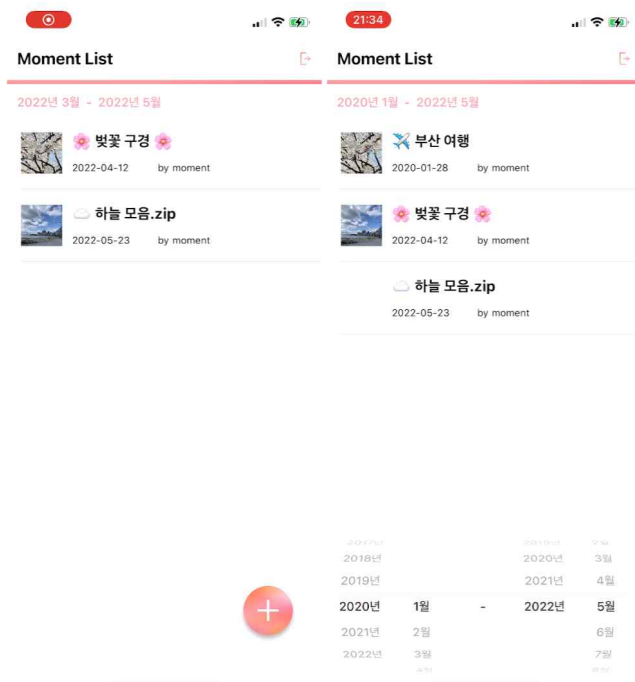 Moment List
2022년 3월 - 2022년 5월
🌸 벚꽃 구경 🌸
2022-04-12 by moment
☁️ 하늘 모음.zip
2022-05-23 by moment
21:34
Moment List
2020년 1월 - 2022년 5월
✈️ 부산 여행
2020-01-28 by moment
🌸 벚꽃 구경 🌸
2022-04-12 by moment
☁️ 하늘 모음.zip
2022-05-23 by moment
2018년 2020년 3월
2019년 2021년 4월
2020년 1월 - 2022년 5월
2021년 2월 6월
2022년 3월 7월